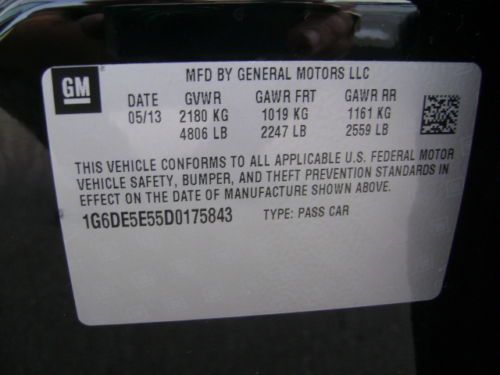 GM
MFD BY GENERAL MOTORS LLC
DATE GVWR GAWR FRT GAWR RR
05/13 2180 KG 1019 KG 1161 KG
4806 LB 2247 LB 2559 LB
THIS VEHICLE CONFORMS TO ALL APPLICABLE U.S. FEDERAL MOTOR
VEHICLE SAFETY, BUMPER, AND THEFT PREVENTION STANDARDS IN
EFFECT ON THE DATE OF MANUFACTURE SHOWN ABOVE.
1G6DE5E55D0175843 TYPE: PASS CAR